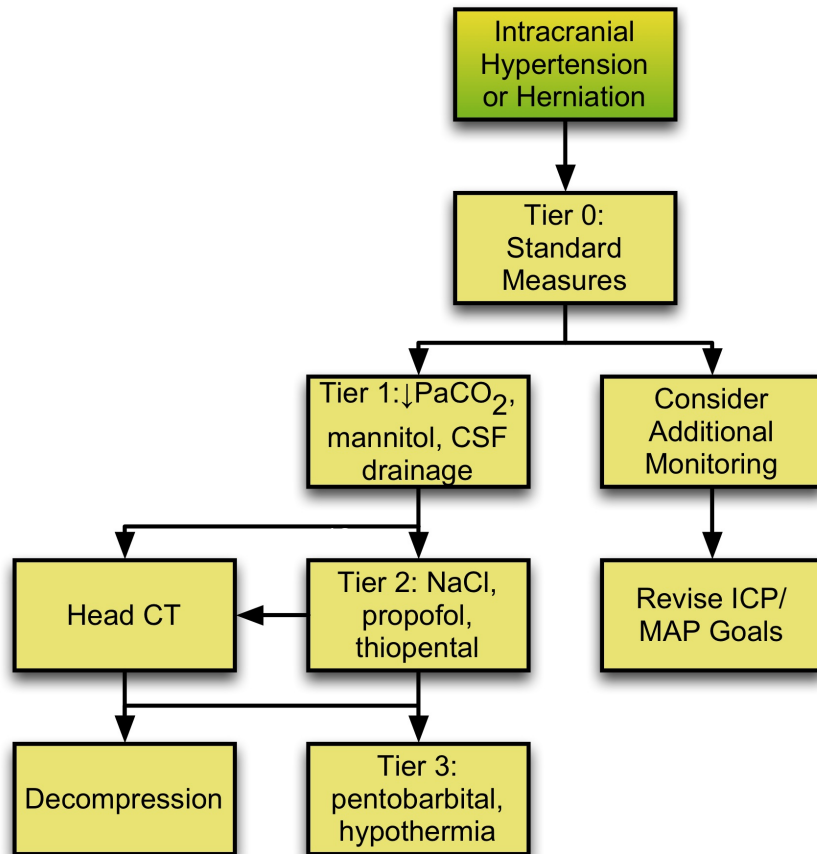 Intracranial
Hypertension
or Herniation
Tier 0:
Standard
Measures
Tier 1:↓PaCO₂,
mannitol, CSF
drainage
Consider
Additional
Monitoring
Head CT
Tier 2: NaCl,
propofol,
thiopental
Revise ICP/
MAP Goals
Decompression
Tier 3:
pentobarbital,
hypothermia